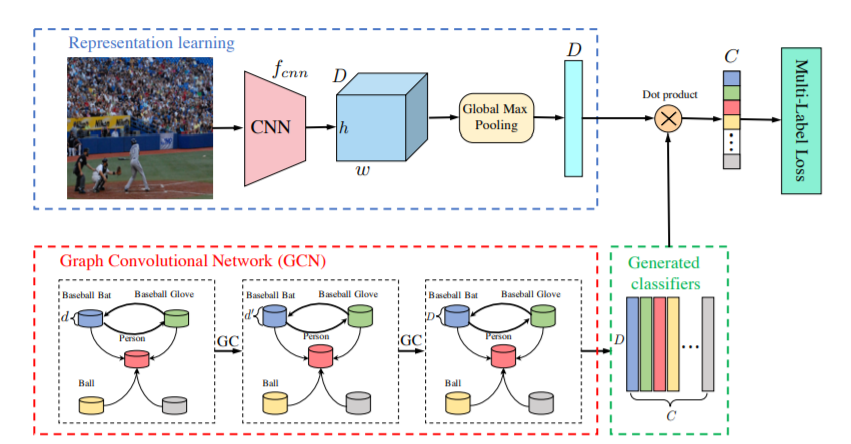 Representation learning
f_cnn
CNN
D
h
w
Global Max
Pooling
D
Dot product
C
Multi-Label Loss
Graph Convolutional Network (GCN)
Baseball Bat
Baseball Glove
d
Person
Ball
GC
Baseball Bat
Baseball Glove
d'
Person
Ball
GC
Baseball Bat
Baseball Glove
D
Person
Ball
Generated
classifiers
D
C